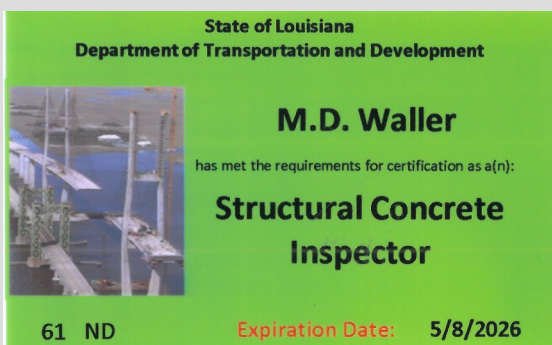 State of Louisiana
Department of Transportation and Development
M.D. Waller
has met the requirements for certification as a(n):
Structural Concrete
Inspector
61 ND
Expiration Date: 5/8/2026